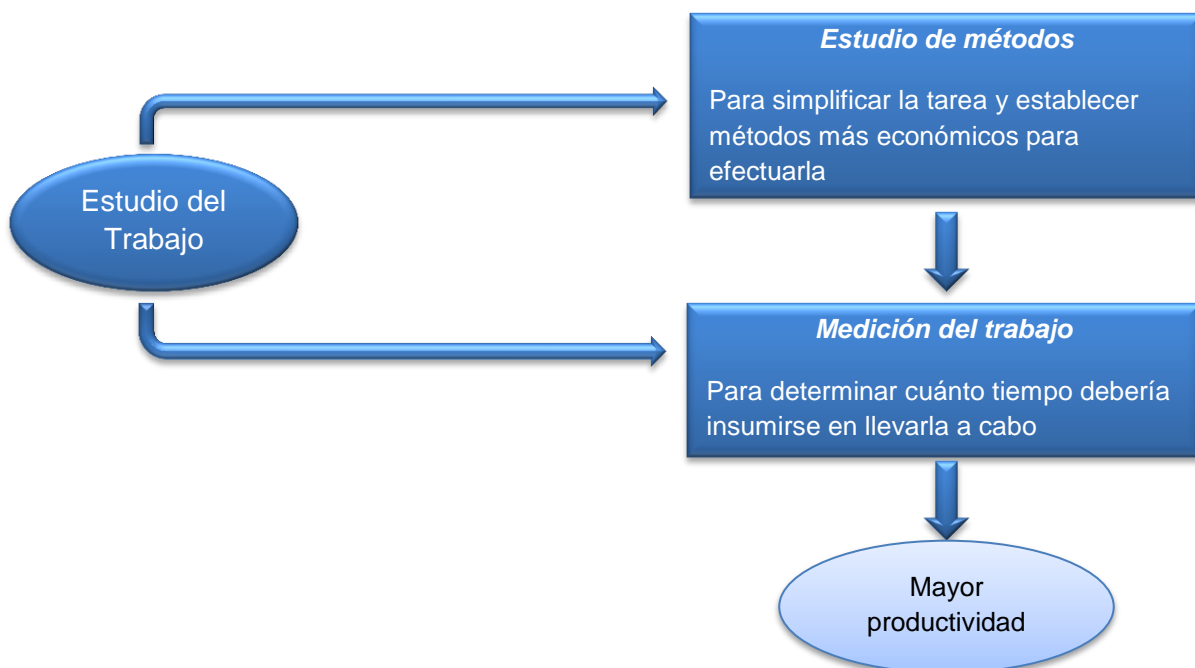 Estudio de métodos
Para simplificar la tarea y establecer
métodos más económicos para
efectuarla
Estudio del
Trabajo
Medición del trabajo
Para determinar cuánto tiempo debería
insumirse en llevarla a cabo
Mayor
productividad